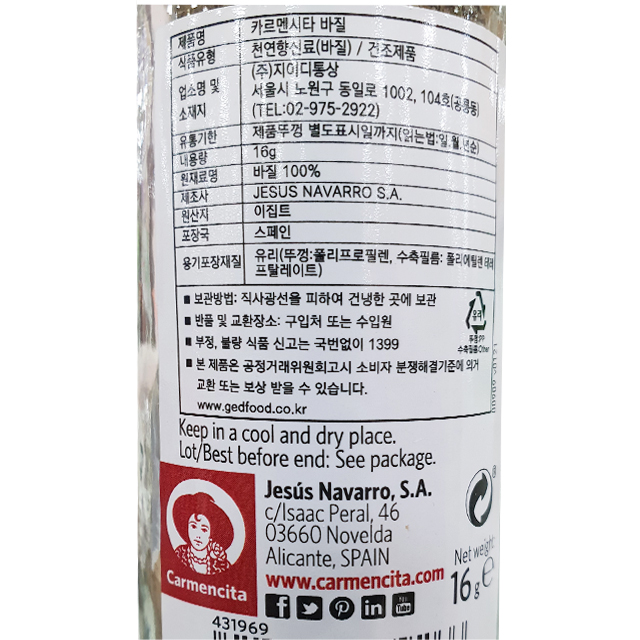 제품명 카르멘시타 바질
식품유형 천연향신료(바질) / 건조제품
업소명 및 소재지 (주)지이디통상
서울시 노원구 동일로 1002, 104호(공릉동)
(TEL:02-975-2922)
유통기한 제품뚜껑 별도표시일까지(읽는법:일.월.년순)
내용량 16g
원재료명 바질 100%
제조사 JESUS NAVARRO S.A.
원산지 이집트
포장국 스페인
용기포장재질 유리(뚜껑:폴리프로필렌, 수축필름: 폴리에틸렌 테레
프탈레이트)
■ 보관방법: 직사광선을 피하여 건냉한 곳에 보관
■ 반품 및 교환장소: 구입처 또는 수입원
■ 부정, 불량 식품 신고는 국번없이 1399
■ 본 제품은 공정거래위원회고시 소비자 분쟁해결기준에 의거
교환 또는 보상 받을 수 있습니다.
www.gedfood.co.kr
유리
뚜껑:PP
수축필름:Other
Keep in a cool and dry place.
Lot/Best before end: See package.
Jesús Navarro, S.A.
c/Isaac Peral, 46
03660 Novelda
Alicante, SPAIN
www.carmencita.com
Carmencita
You Tube
®
Net weight:
16 g e
431969